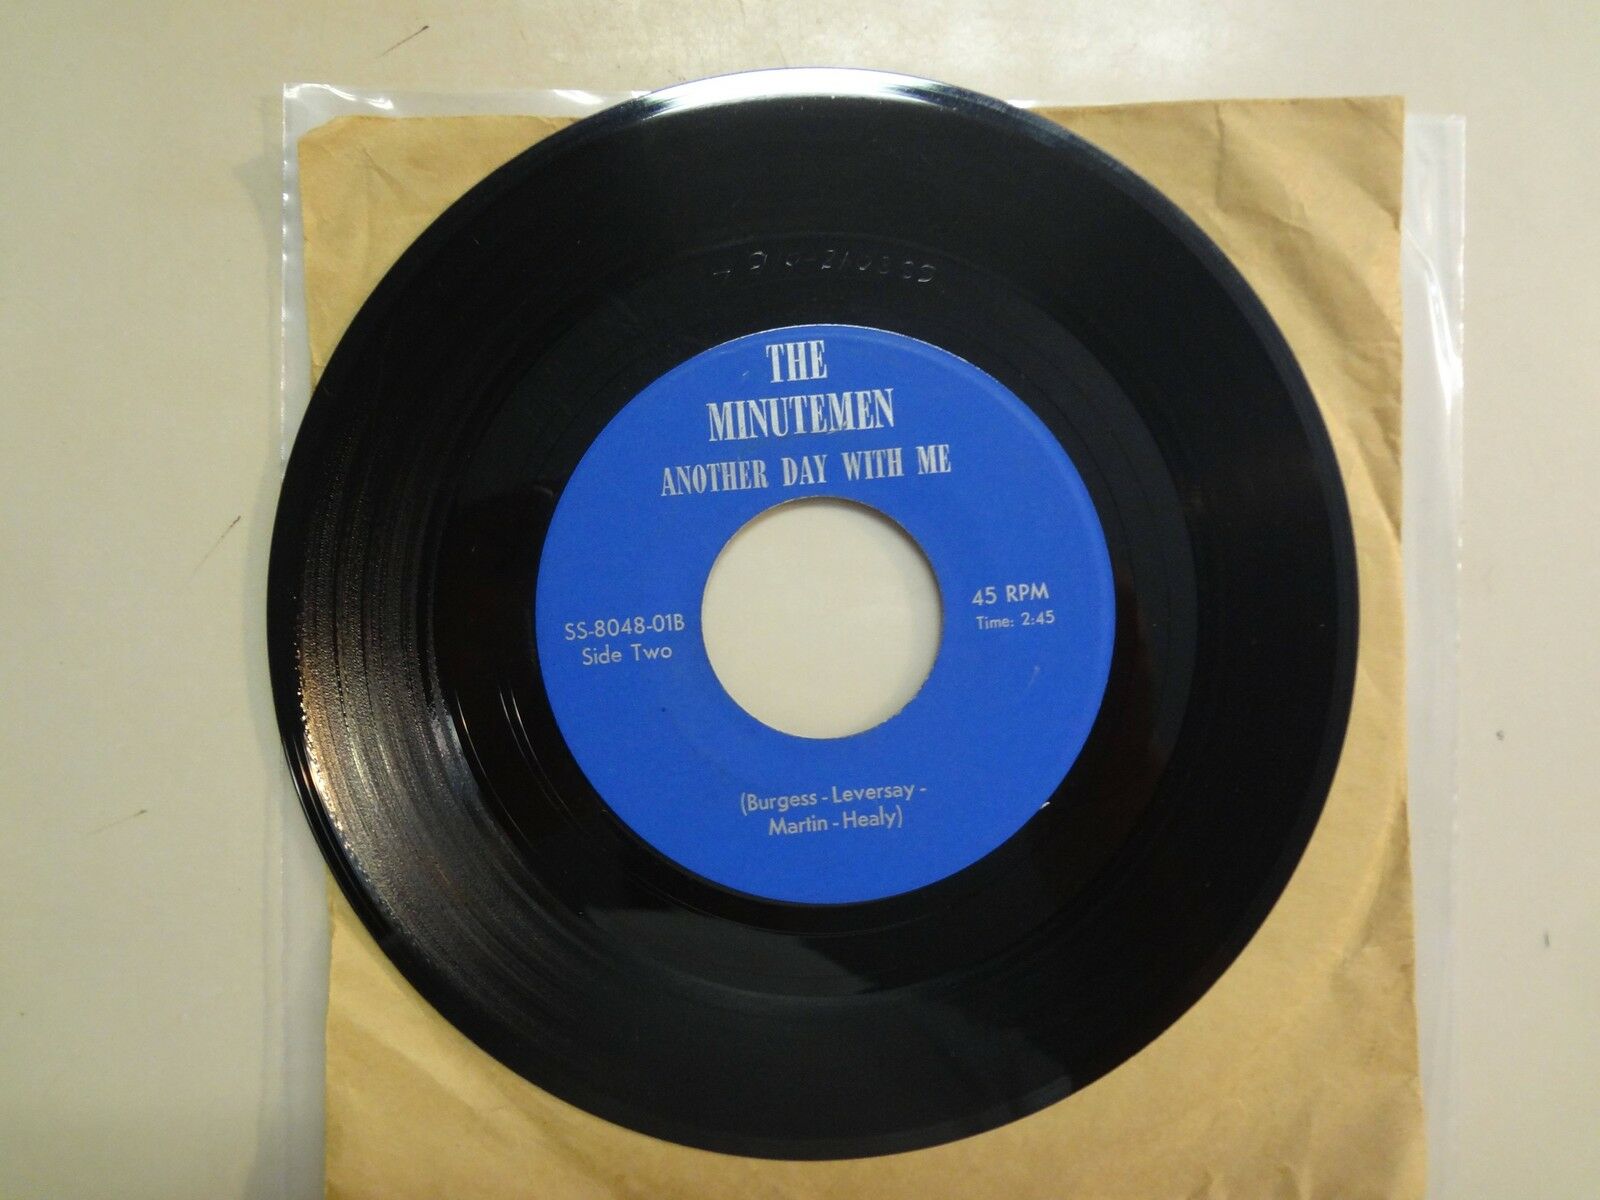 THE
MINUTEMEN
ANOTHER DAY WITH ME
SS-8048-01B
Side Two
45 RPM
Time: 2:45
(Burgess - Leversay -
Martin - Healy)